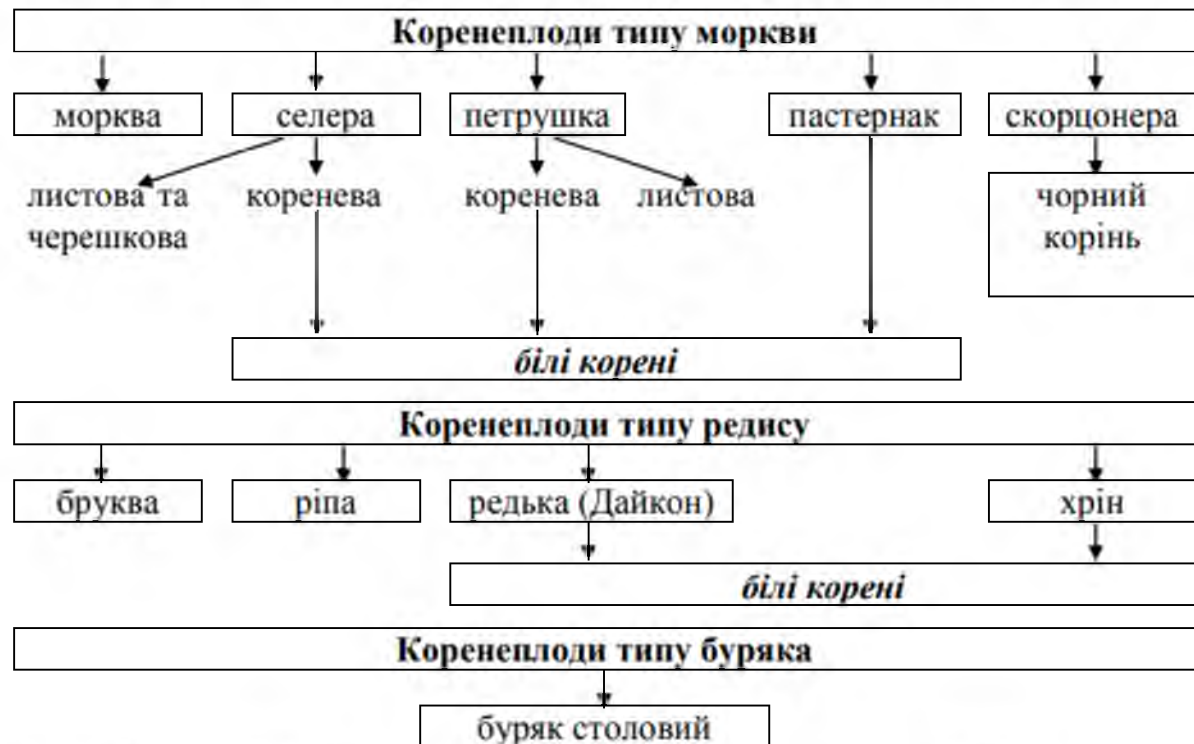 Коренеплоди типу моркви
морква селера петрушка пастернак скорцонера
листова та коренева коренева листова чорний
черешкова корінь
білі корені
Коренеплоди типу редису
бруква ріпа редька (Дайкон) хрін
білі корені
Коренеплоди типу буряка
буряк столовий